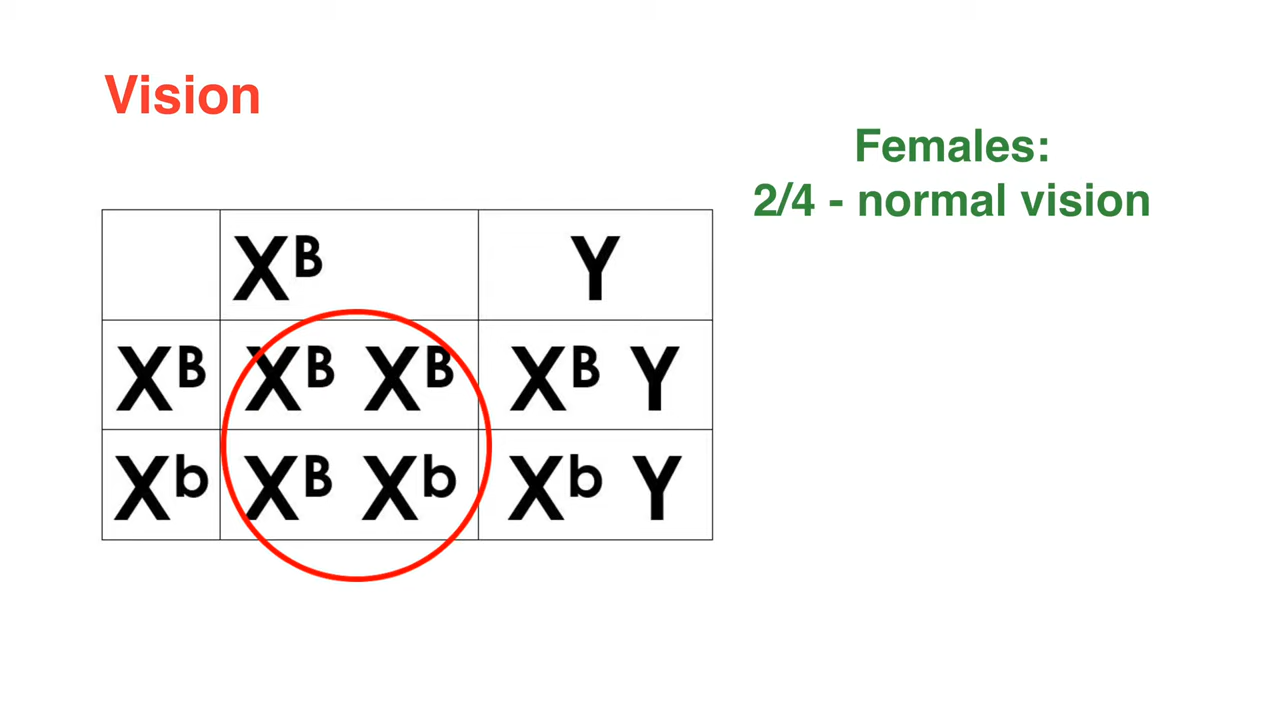 Vision
Females:
2/4 - normal vision
Xᴮ Y
Xᴮ Xᴮ Xᴮ Xᴮ Y
Xᵇ Xᴮ Xᵇ Xᵇ Y